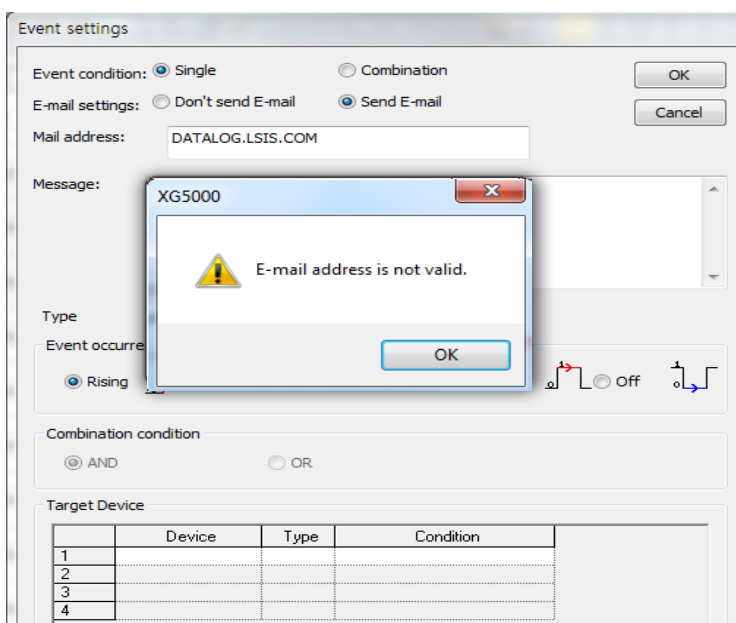 Event settings
Event condition: Single Combination OK
E-mail settings: Don't send E-mail Send E-mail Cancel
Mail address: DATALOG.LSIS.COM
Message:
XG5000
E-mail address is not valid.
OK
Type
Event occurre
Rising Off
Combination condition
AND OR
Target Device
Device Type Condition
1
2
3
4